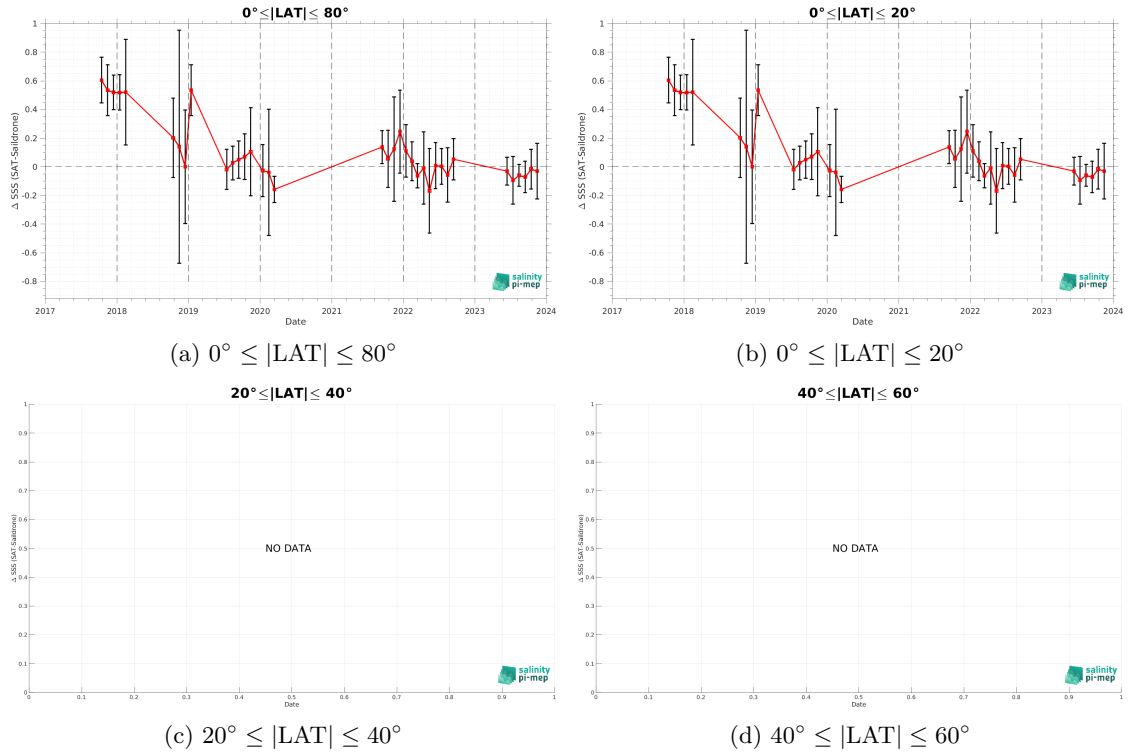 0°≤|LAT|≤ 80°
1
0.8
0.6
0.4
0.2
0
-0.2
-0.4
-0.6
-0.8
Δ SSS (SAT-Saildrone)
2017 2018 2019 2020 2022 2023 2024
Date
salinity
pi-mep
(a) 0° ≤ |LAT| ≤ 80°
0°≤|LAT|≤ 20°
1
0.8
0.6
0.4
0.2
0
-0.2
-0.4
-0.6
-0.8
Δ SSS (SAT-Saildrone)
2017 2018 2019 2020 2022 2023 2024
Date
salinity
pi-mep
(b) 0° ≤ |LAT| ≤ 20°
20°≤|LAT|≤ 40°
1
0.9
0.8
0.7
0.6
0.5
0.4
0.3
0.2
0.1
0
Δ SSS (SAT-Saildrone)
NO DATA
0 0.1 0.2 0.3 0.4 0.5 0.6 0.7 0.8 0.9 1
Date
salinity
pi-mep
(c) 20° ≤ |LAT| ≤ 40°
40°≤|LAT|≤ 60°
1
0.9
0.8
0.7
0.6
0.5
0.4
0.3
0.2
0.1
0
Δ SSS (SAT-Saildrone)
NO DATA
0 0.1 0.2 0.3 0.4 0.5 0.6 0.7 0.8 0.9 1
Date
salinity
pi-mep
(d) 40° ≤ |LAT| ≤ 60°